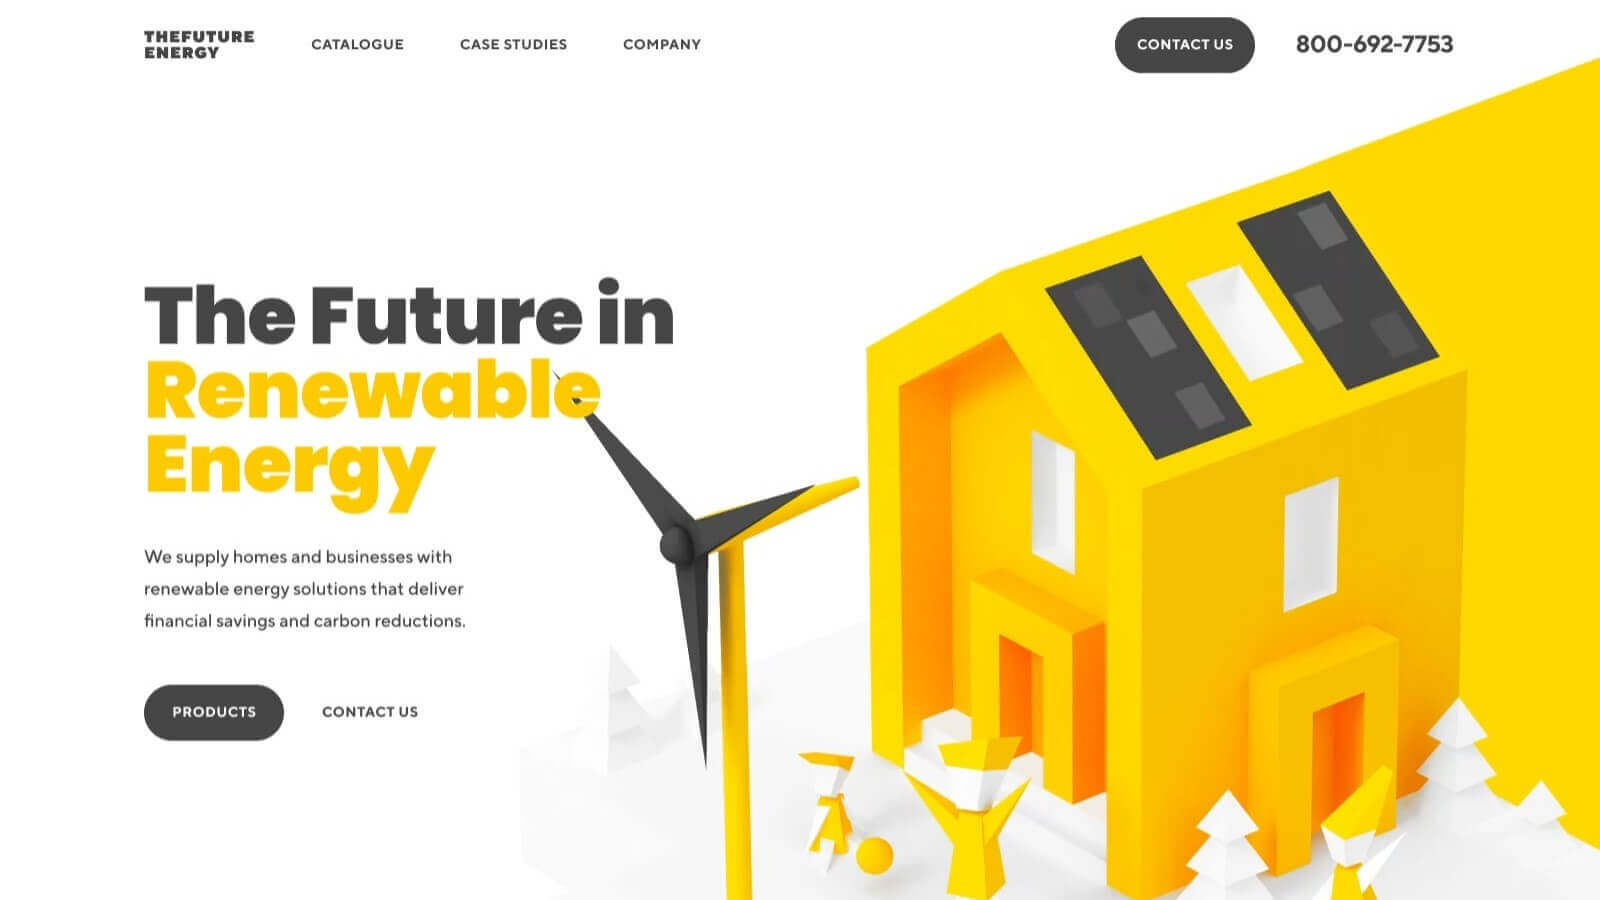 THEFUTURE
ENERGY
CATALOGUE
CASE STUDIES
COMPANY
CONTACT US
800-692-7753
The Future in
Renewable
Energy
We supply homes and businesses with
renewable energy solutions that deliver
financial savings and carbon reductions.
PRODUCTS
CONTACT US